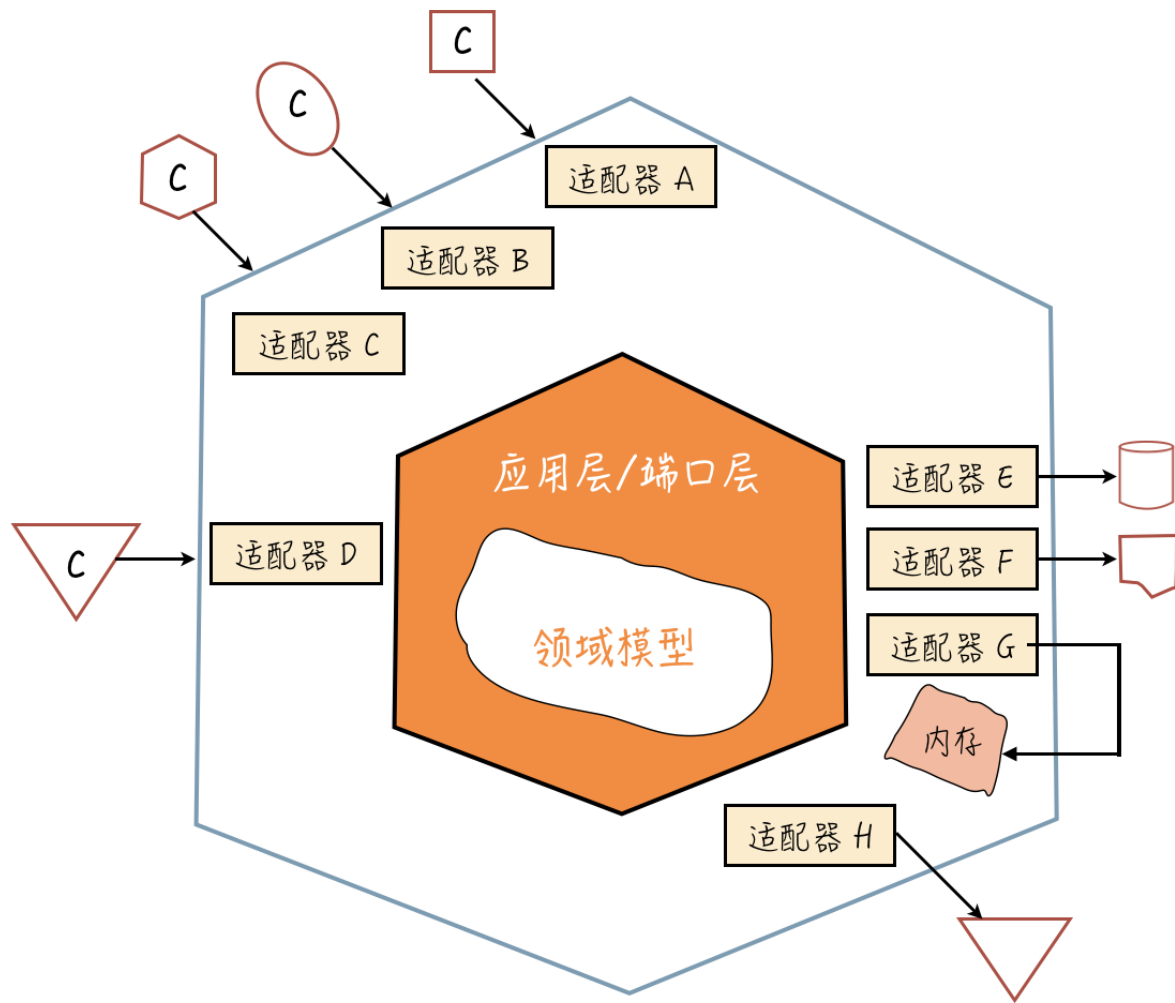 C
C
C
适配器 A
适配器 B
适配器 C
应用层/端口层
适配器 E
C
适配器 D
适配器 F
领域模型
适配器 G
内存
适配器 H